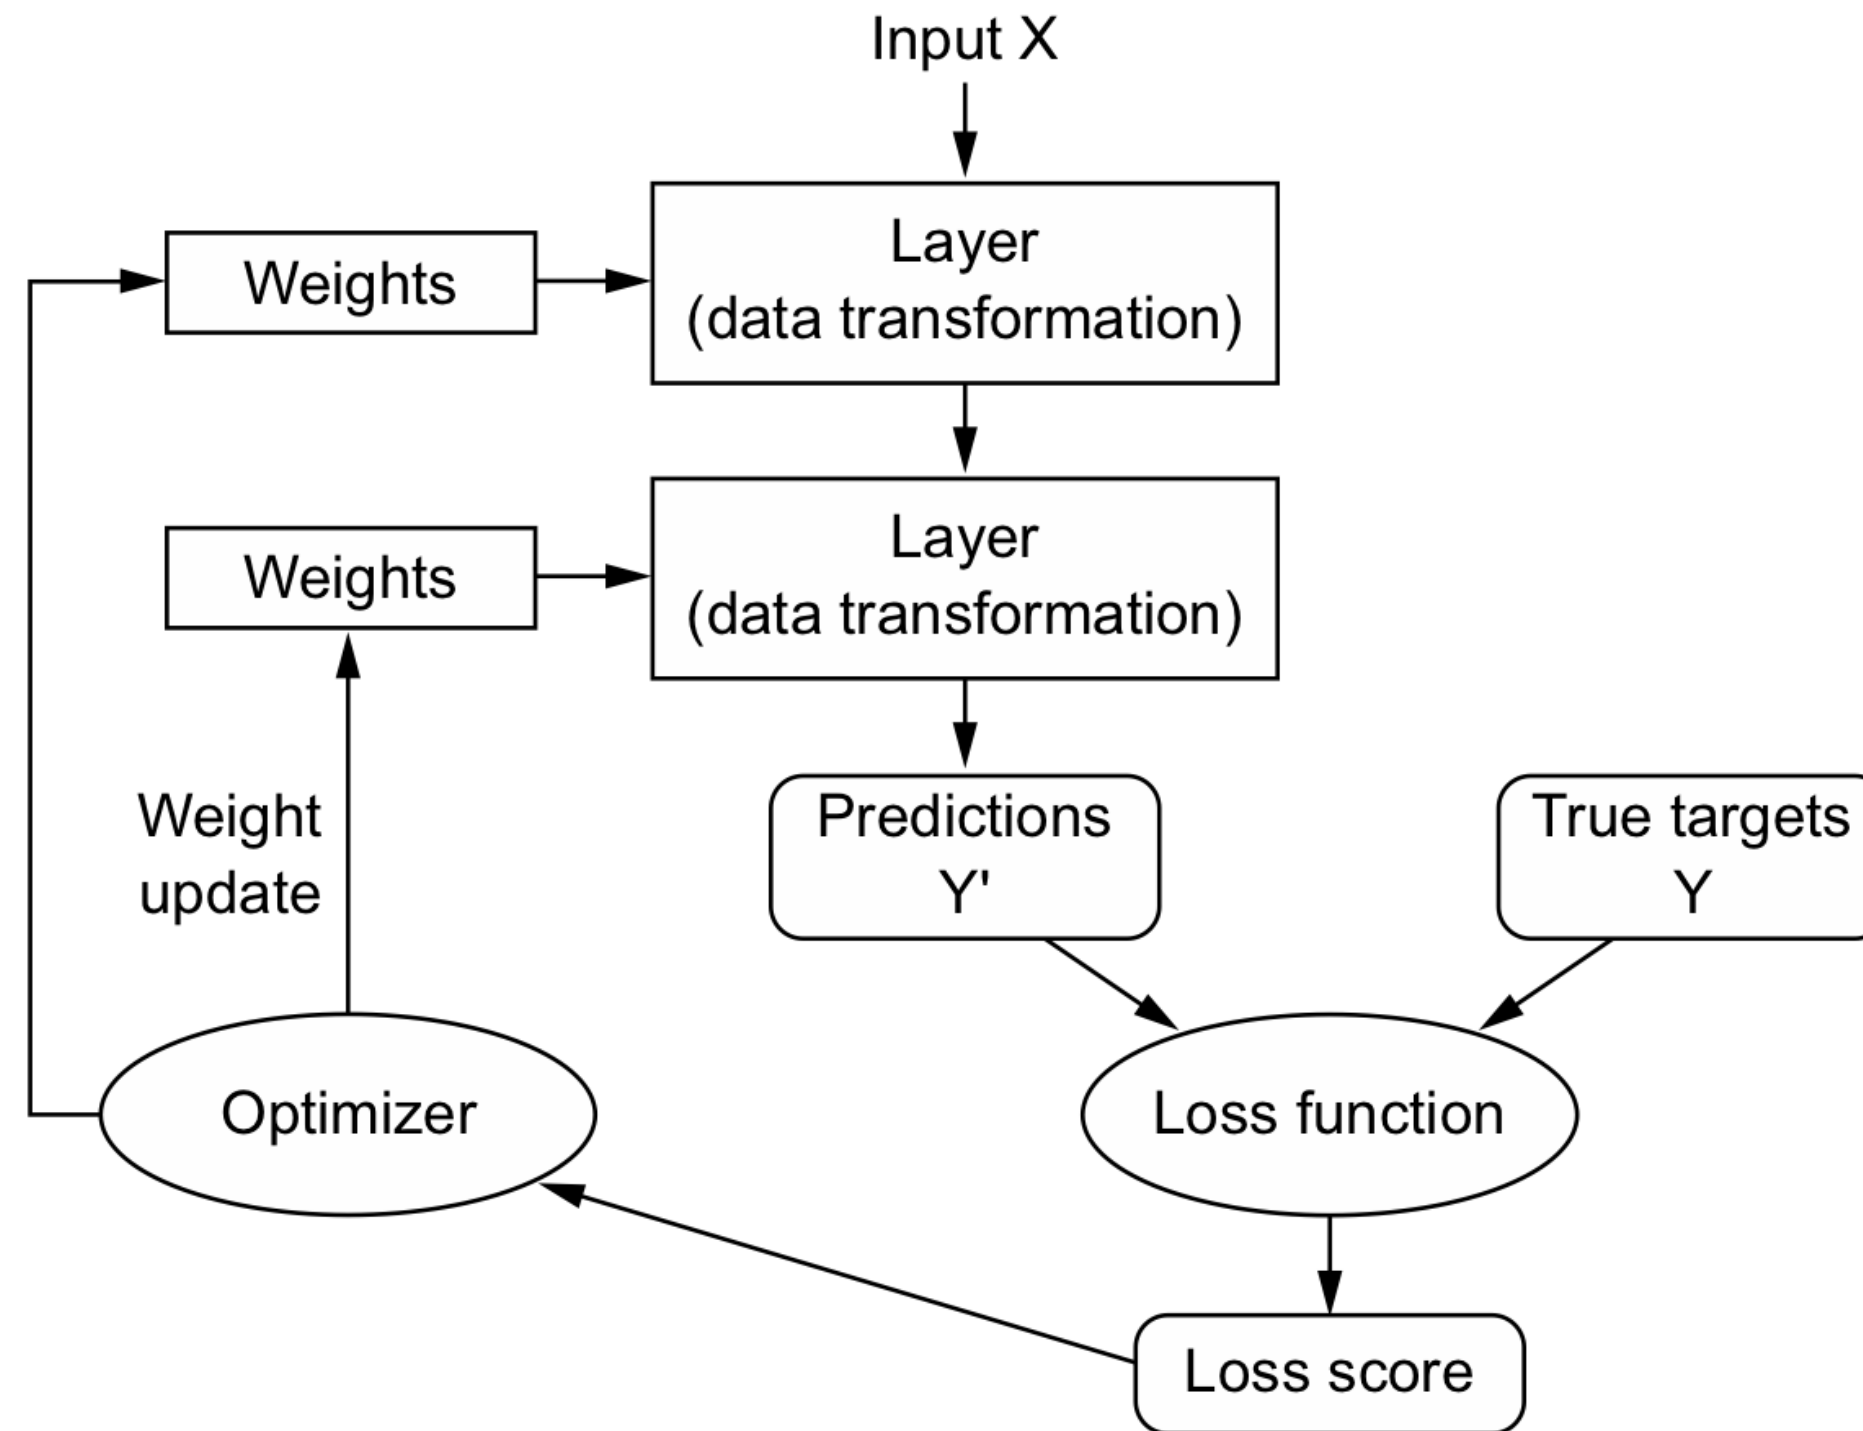 Input X
Weights
Layer
(data transformation)
Weights
Layer
(data transformation)
Weight
update
Predictions
Y'
True targets
Y
Optimizer
Loss function
Loss score